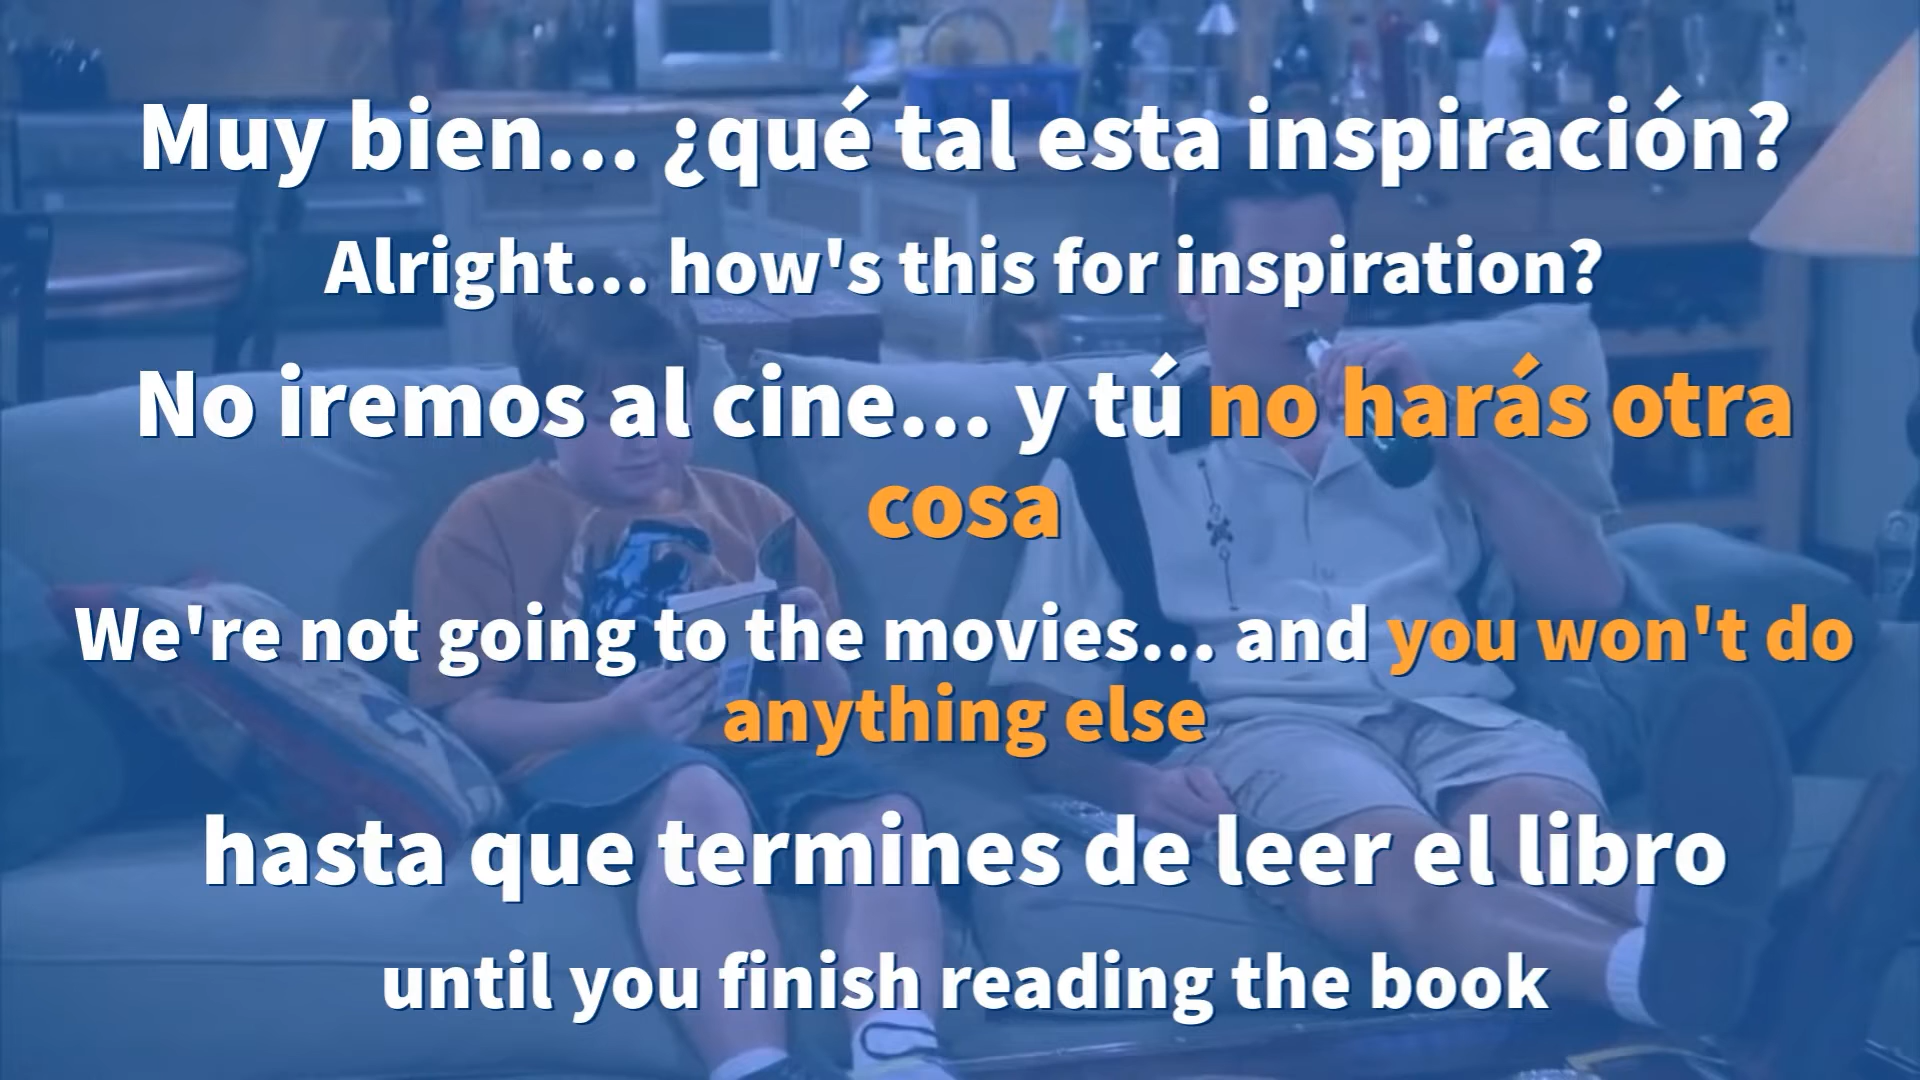 Muy bien... ¿qué tal esta inspiración?
Alright... how's this for inspiration?
No iremos al cine... y tú no harás otra
cosa
We're not going to the movies... and you won't do
anything else
hasta que termines de leer el libro
until you finish reading the book